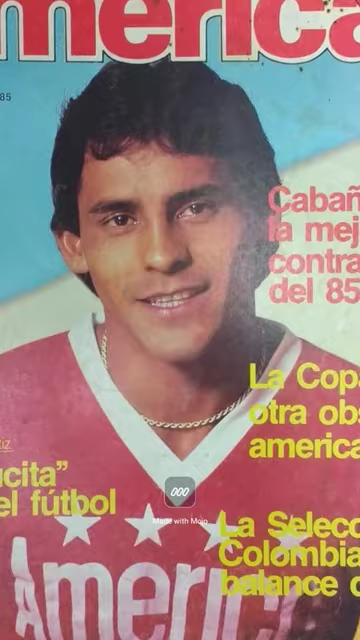 america
85
Cabañ
la mej
contra
del 85
La Copa
otra obs
america
IZ
ucita”
el fútbol
Made with Mojo
La Selecc
Colombia
balance d
America